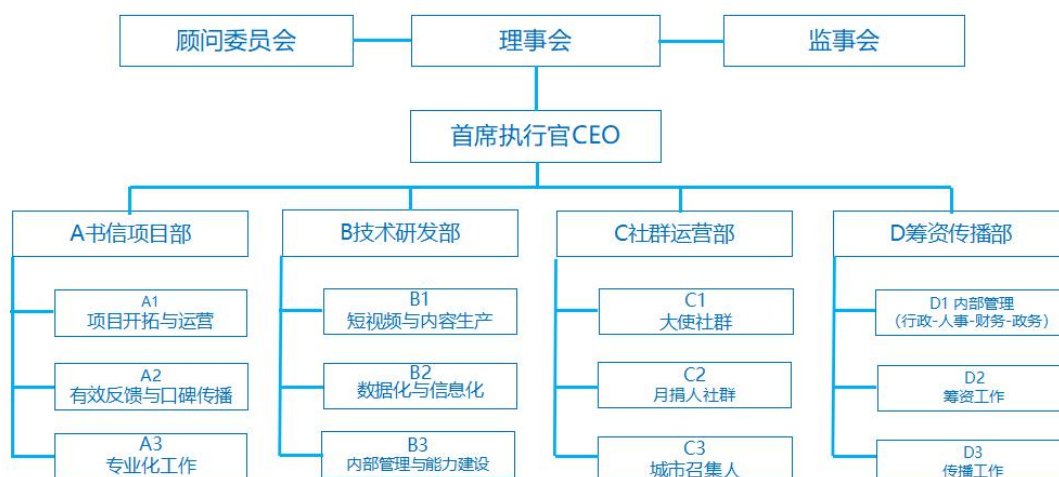 顾问委员会
理事会
监事会
首席执行官CEO
A书信项目部
B技术研发部
C社群运营部
D筹资传播部
A1
项目开拓与运营
B1
短视频与内容生产
C1
大使社群
D1 内部管理
(行政-人事-财务-政务)
A2
有效反馈与口碑传播
B2
数据化与信息化
C2
月捐人社群
D2
筹资工作
A3
专业化工作
B3
内部管理与能力建设
C3
城市召集人
D3
传播工作